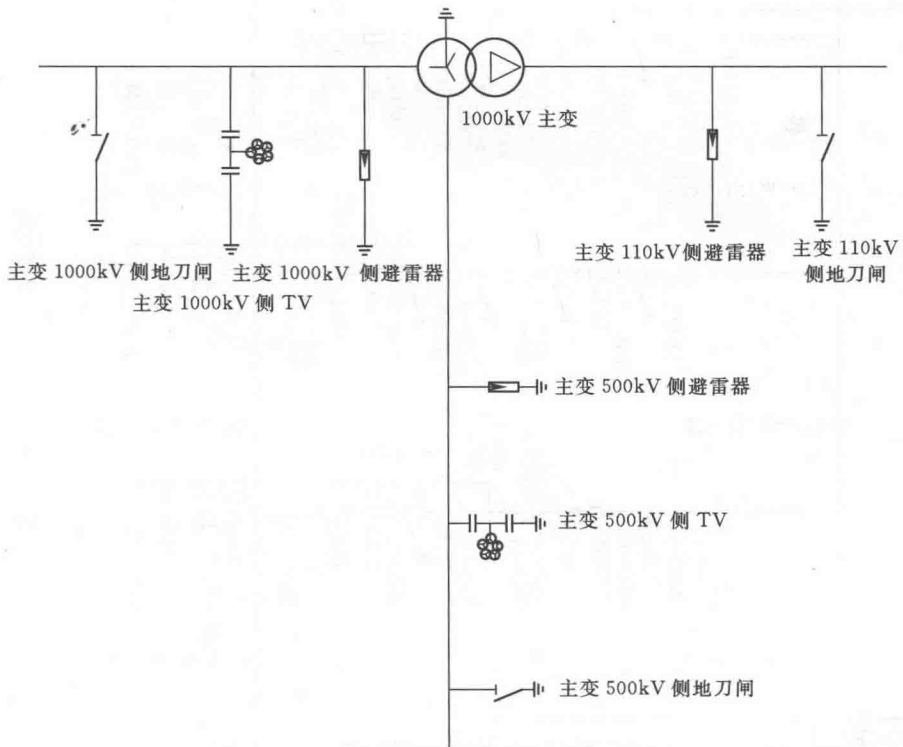 1000kV 主变
主变 1000kV 侧地刀闸
主变 1000kV 侧避雷器
主变 1000kV 侧 TV
主变 110kV侧避雷器
主变 110kV
侧地刀闸
主变 500kV 侧避雷器
主变 500kV 侧 TV
主变 500kV 侧地刀闸